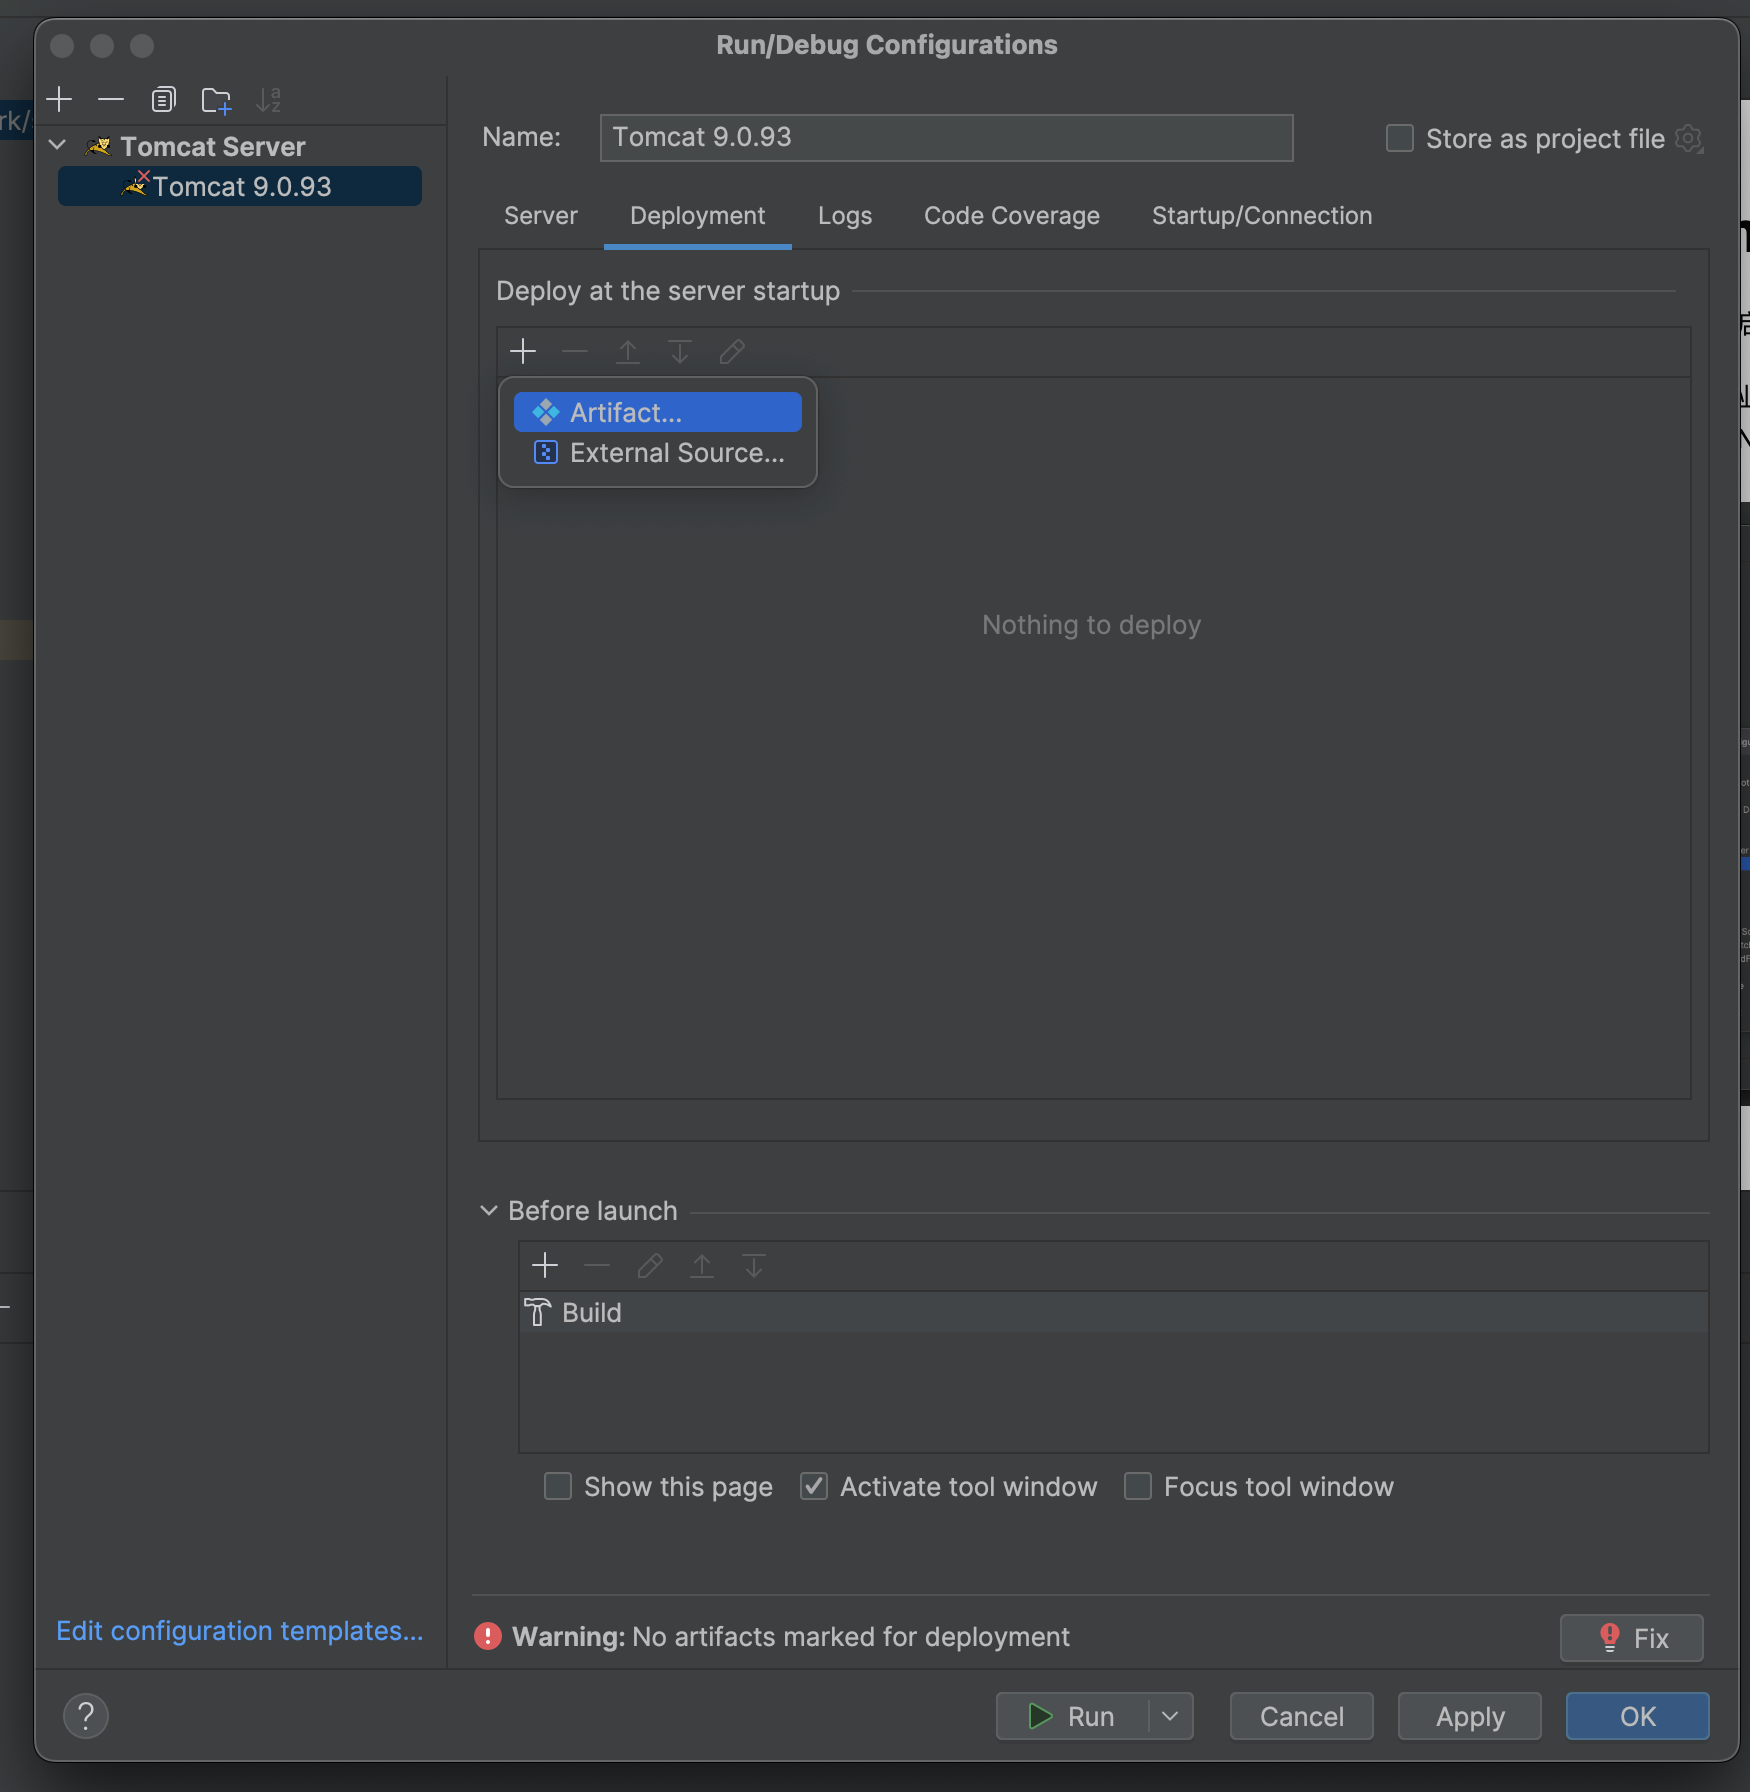 Run/Debug Configurations
rk/
Tomcat Server
Tomcat 9.0.93
Name: Tomcat 9.0.93
Store as project file
Server Deployment Logs Code Coverage Startup/Connection
Deploy at the server startup
Artifact...
External Source...
Nothing to deploy
Before launch
Build
Show this page Activate tool window Focus tool window
Edit configuration templates...
Warning: No artifacts marked for deployment
Fix
? Run Cancel Apply OK